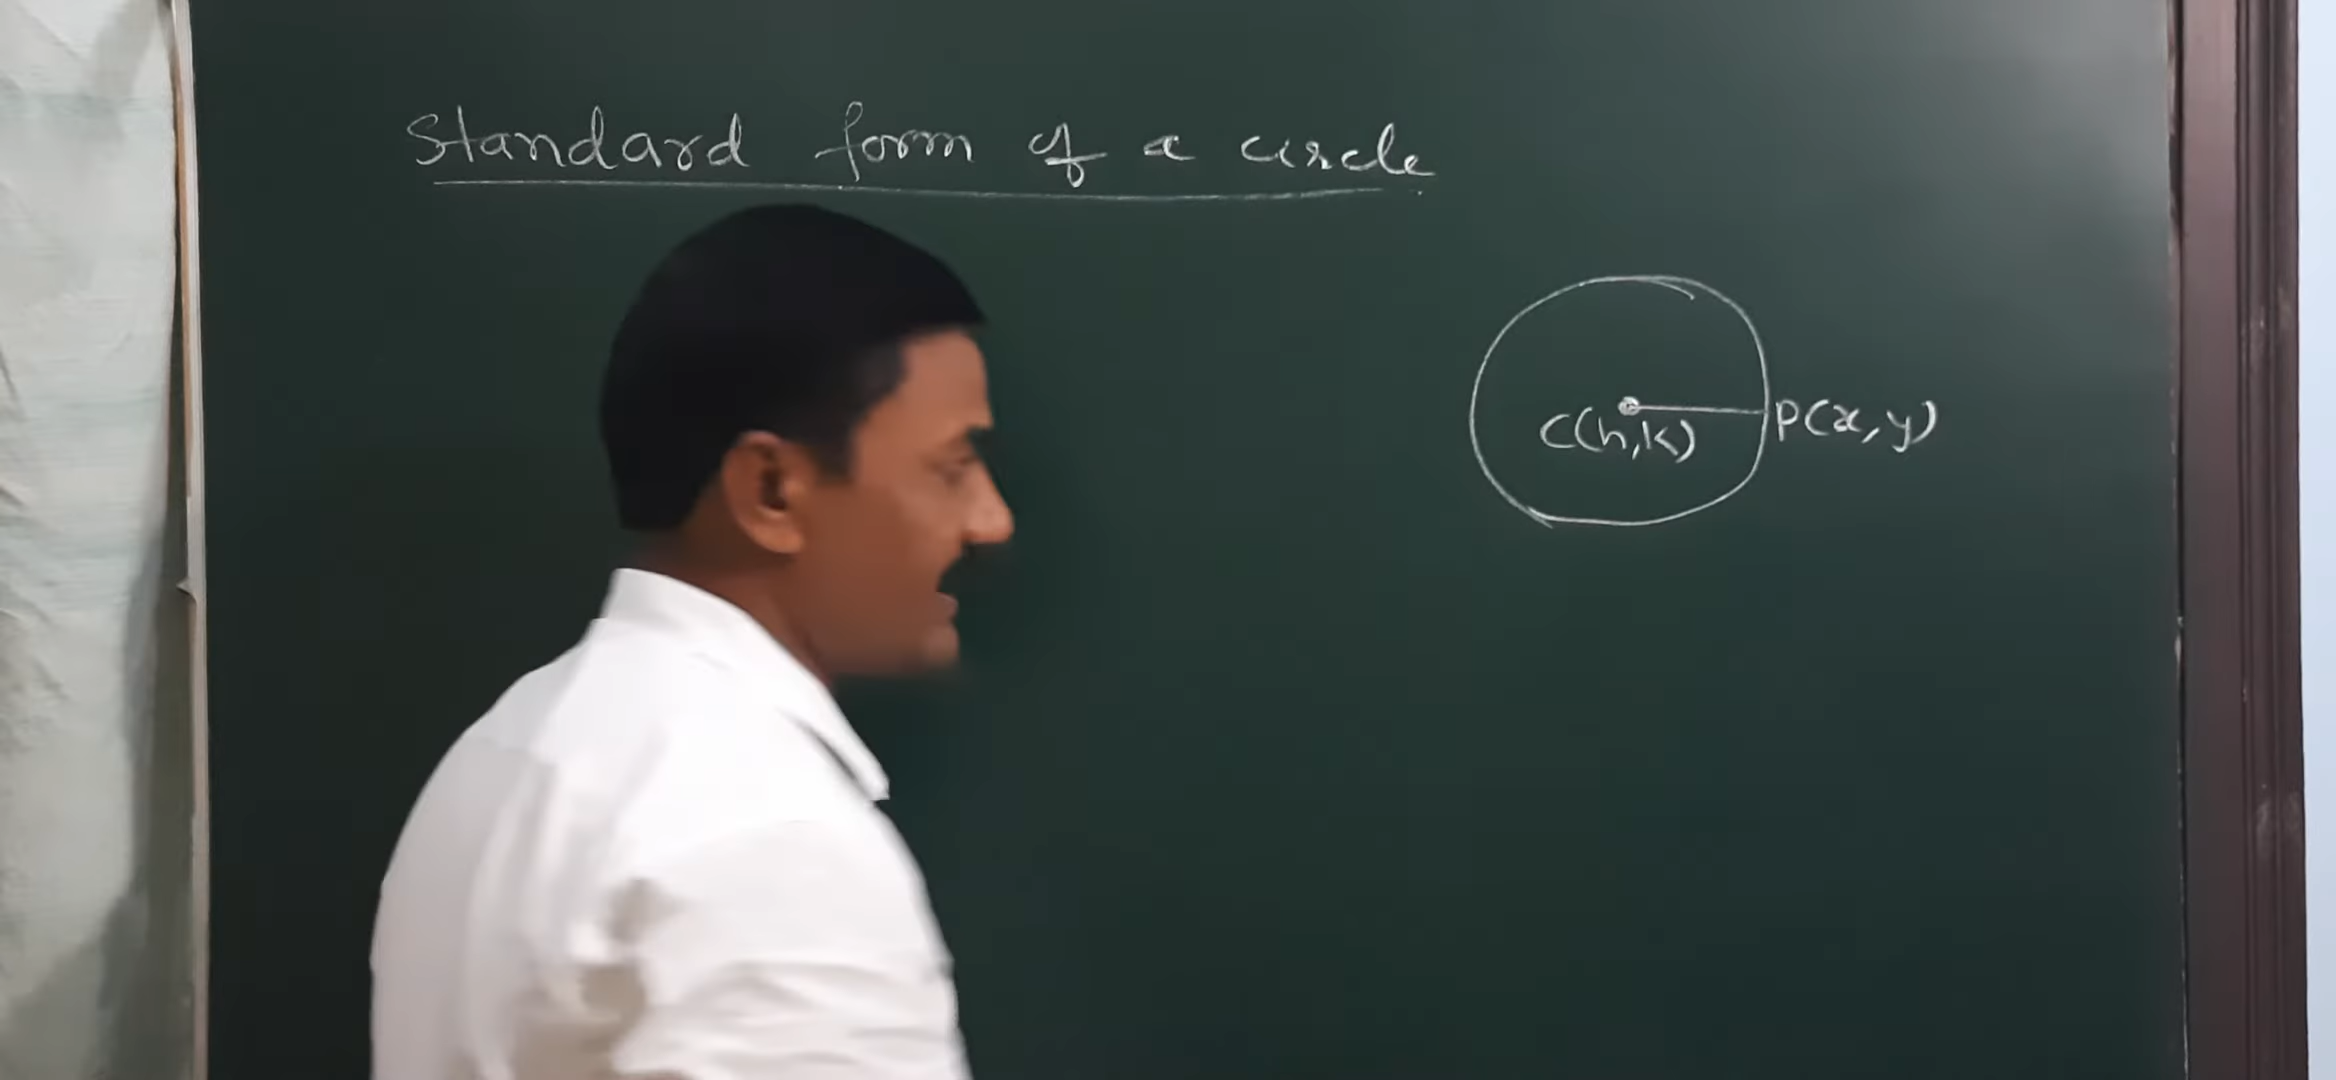 Standard form of a circle
C(h,k)
P(x,y)